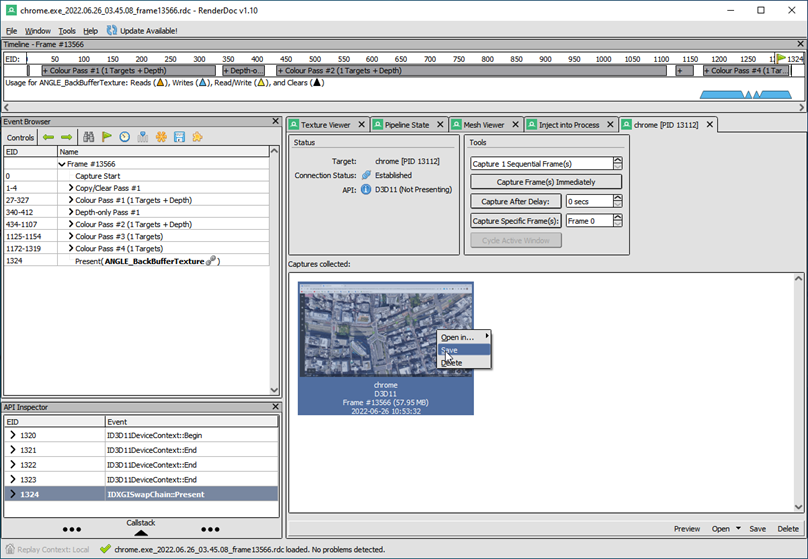 chrome.exe_2022.06.26_03.45.08_frame13566.rdc - RenderDoc v1.10
File Window Tools Help Update Available!
Timeline - Frame #13566
EID: 0 50 100 150 200 250 300 350 400 450 500 550 600 650 700 750 800 850 900 950 1000 1050 1100 1150 1200 1250 1324
+ Colour Pass #1 (1 Targets + Depth) + Depth-o... + Colour Pass #2 (1 Targets + Depth) + + Colour Pass #4 (1 Tar...
Usage for ANGLE_BackBufferTexture: Reads ( ), Writes ( ), Read/Write ( ), and Clears ( )
Event Browser
Controls
EID Name
Frame #13566
0 Capture Start
1-4 Copy/Clear Pass #1
27-327 Colour Pass #1 (1 Targets + Depth)
340-412 Depth-only Pass #1
434-1107 Colour Pass #2 (1 Targets + Depth)
1125-1154 Colour Pass #3 (1 Targets)
1172-1319 Colour Pass #4 (1 Targets)
1324 Present(ANGLE_BackBufferTexture )
API Inspector
EID Event
1320 ID3D11DeviceContext::Begin
1321 ID3D11DeviceContext::End
1322 ID3D11DeviceContext::End
1323 ID3D11DeviceContext::End
1324 IDXGISwapChain::Present
Callstack
Texture Viewer Pipeline State Mesh Viewer Inject into Process chrome [PID 13112]
Status
Target: chrome [PID 13112]
Connection Status: Established
API: D3D11 (Not Presenting)
Tools
Capture 1 Sequential Frame(s)
Capture Frame(s) Immediately
Capture After Delay: 0 secs
Capture Specific Frame(s): Frame 0
Cycle Active Window
Captures collected:
Open in...
Save
Delete
chrome
D3D11
Frame #13566 (57.95 MB)
2022-06-26 10:53:32
Preview Open Save Delete
Replay Context: Local chrome.exe_2022.06.26_03.45.08_frame13566.rdc loaded. No problems detected.